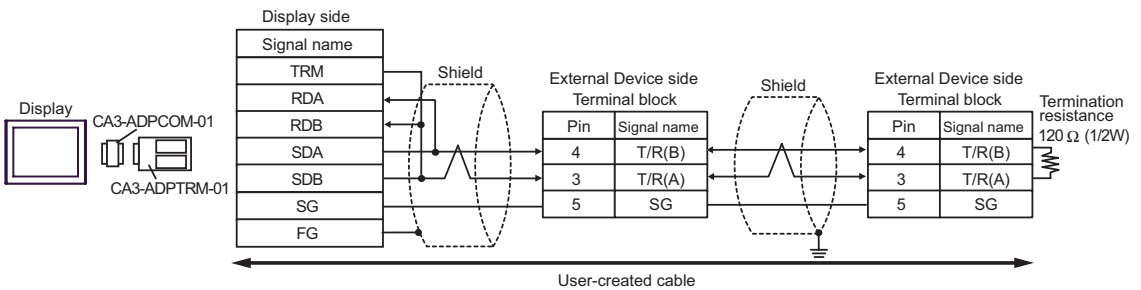 Display side
Signal name
TRM
RDA
RDB
SDA
SDB
SG
FG
Display
CA3-ADPCOM-01
CA3-ADPTRM-01
Shield
External Device side
Terminal block
Pin Signal name
4 T/R(B)
3 T/R(A)
5 SG
Shield
External Device side
Terminal block
Pin Signal name
4 T/R(B)
3 T/R(A)
5 SG
Termination
resistance
120 Ω (1/2W)
User-created cable